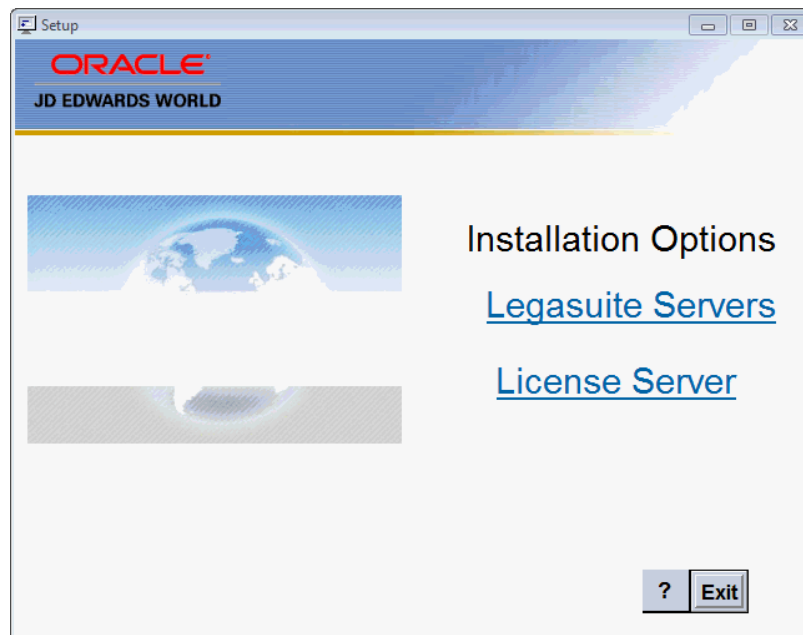 Setup
ORACLE
JD EDWARDS WORLD
Installation Options
Legasuite Servers
License Server
? Exit